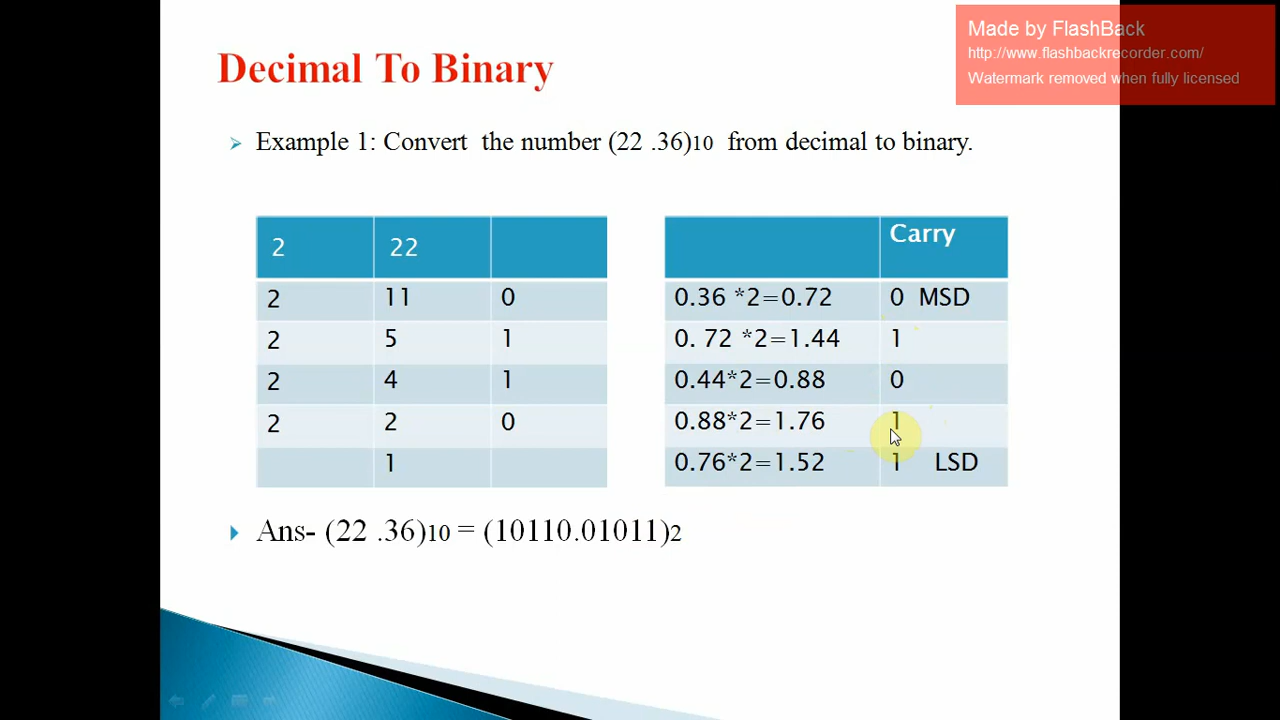 Made by FlashBack
http://www.flashbackrecorder.com/
Watermark removed when fully licensed
Decimal To Binary
Example 1: Convert the number (22 .36)10 from decimal to binary.
2 22
2 11 0
2 5 1
2 4 1
2 2 0
1
Carry
0.36 *2=0.72 0 MSD
0. 72 *2=1.44 1
0.44*2=0.88 0
0.88*2=1.76 1
0.76*2=1.52 1 LSD
Ans- (22 .36)10 = (10110.01011)2